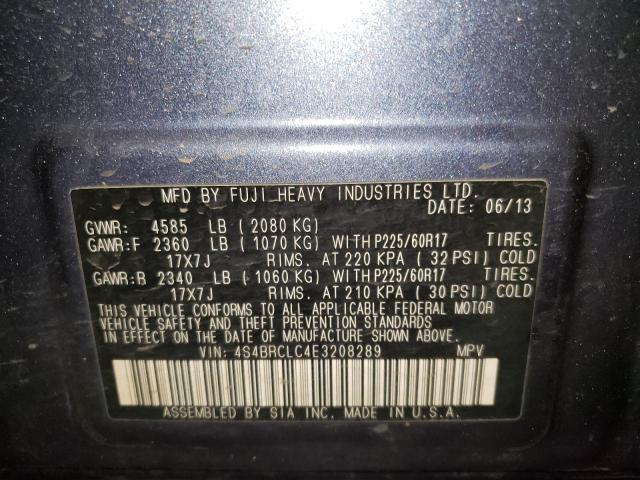 MFD BY FUJI HEAVY INDUSTRIES LTD.
DATE: 06/13
GVWR: 4585 LB (2080 KG)
GAWR:F 2360 LB (1070 KG) WITH P225/60R17 TIRES.
17X7J RIMS. AT 220 KPA (32 PSI) COLD
GAWR:R 2340 LB (1060 KG) WITH P225/60R17 TIRES.
17X7J RIMS. AT 210 KPA (30 PSI) COLD
THIS VEHICLE CONFORMS TO ALL APPLICABLE FEDERAL MOTOR
VEHICLE SAFETY AND THEFT PREVENTION STANDARDS
IN EFFECT ON THE DATE OF MANUFACTURE SHOWN ABOVE.
VIN: 4S4BRCLC4E3208289 MPV
ASSEMBLED BY SIA INC. MADE IN U.S.A.